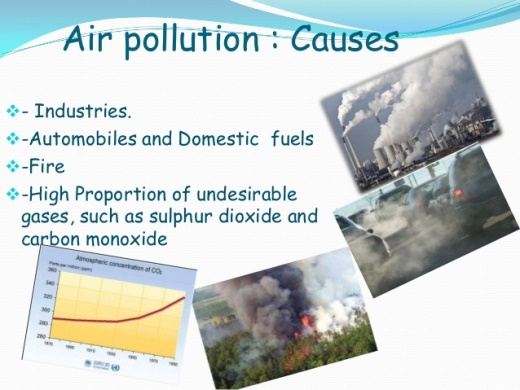 Air pollution : Causes
- Industries.
-Automobiles and Domestic  fuels
-Fire
-High Proportion of undesirable
gases, such as sulphur dioxide and
carbon monoxide
Atmospheric concentration of CO₂
Parts per million (ppm)
360
340
320
300
280
260